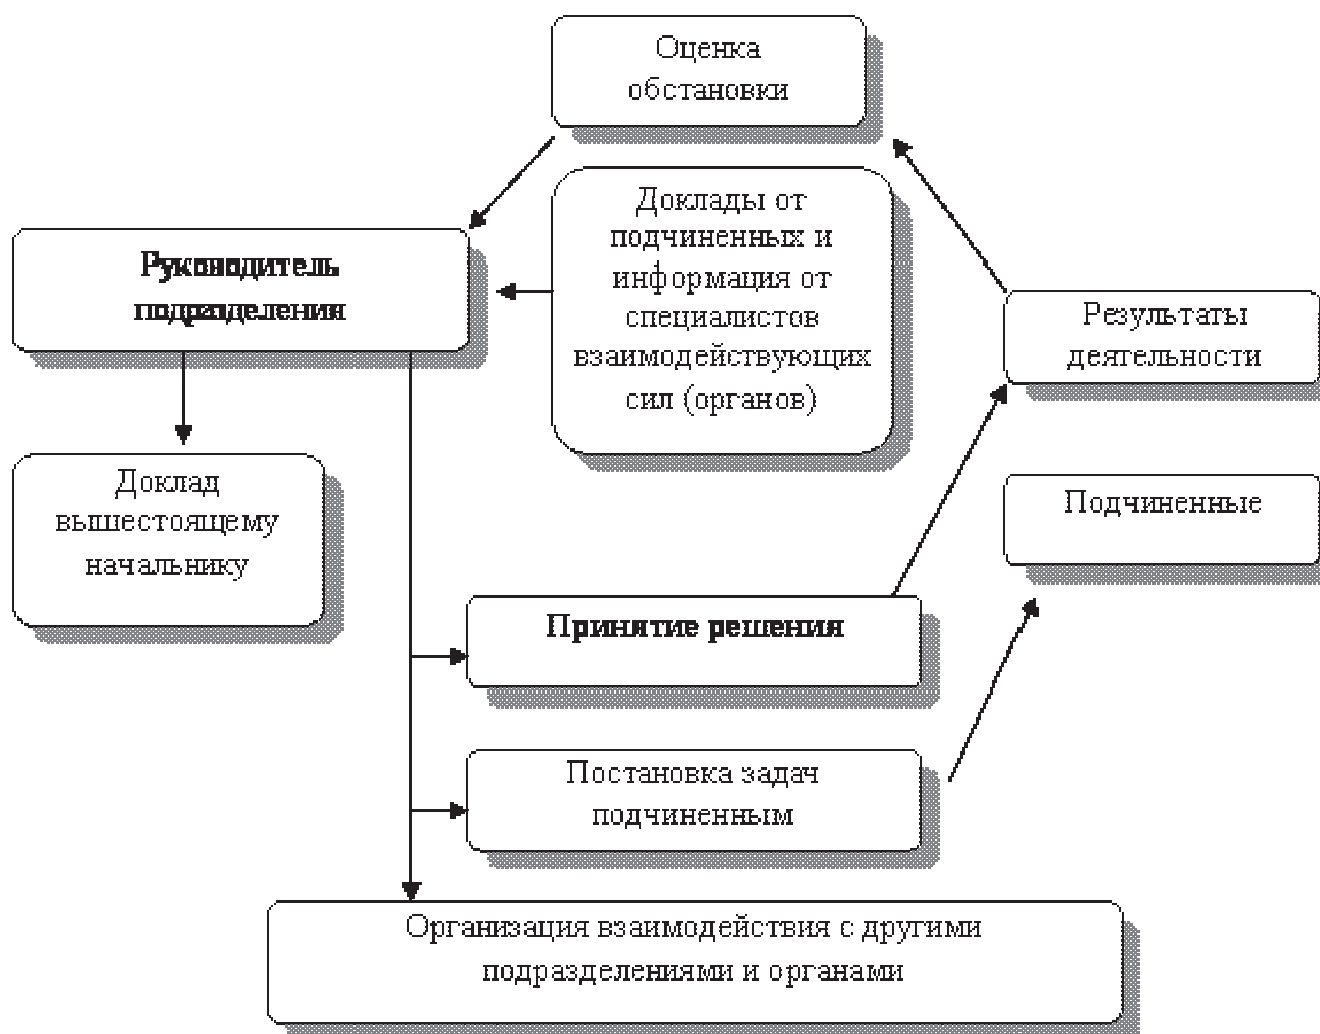 Оценка
обстановки
Доклады от
подчиненных и
информация от
специалистов
взаимодействующих
сил (органов)
Руководитель
подразделения
Результаты
деятельности
Доклад
вышестоящему
начальнику
Подчиненные
Принятие решения
Постановка задач
подчиненным
Организация взаимодействия с другими
подразделениями и органами